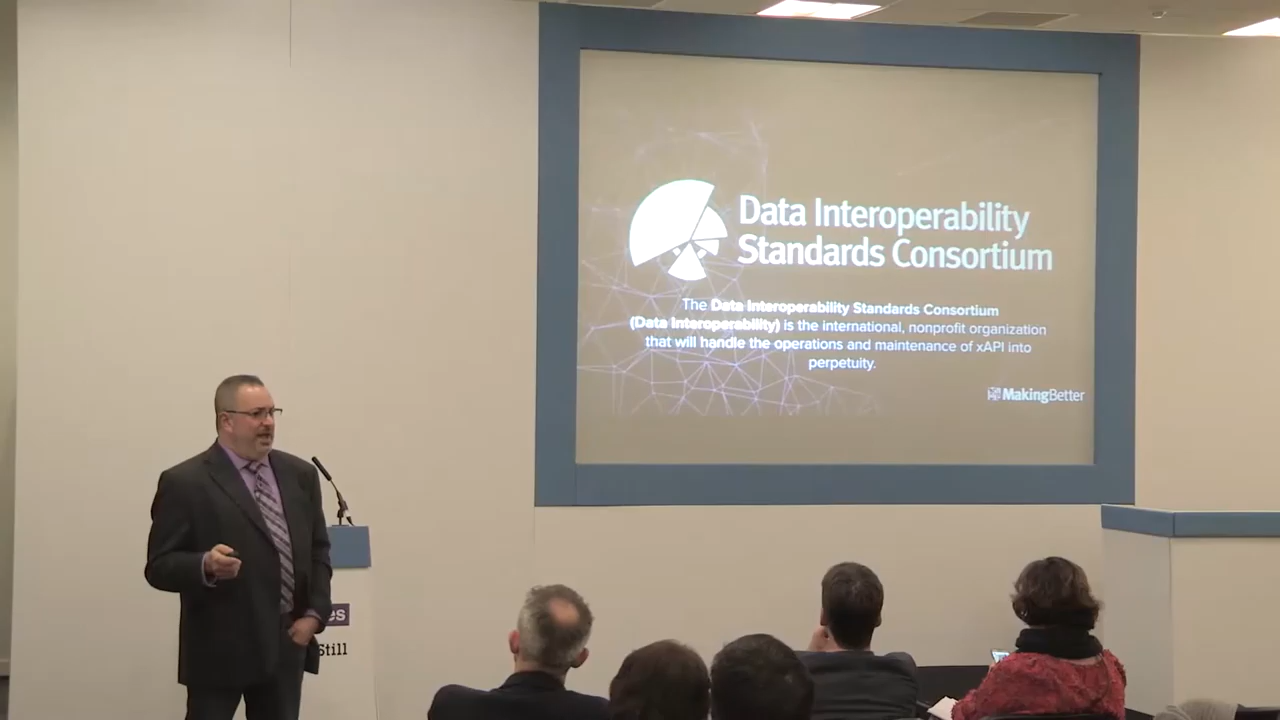 Data Interoperability
Standards Consortium
The Data Interoperability Standards Consortium
(Data Interoperability) is the international, nonprofit organization
that will handle the operations and maintenance of xAPI into
perpetuity.
MakingBetter
es
Still